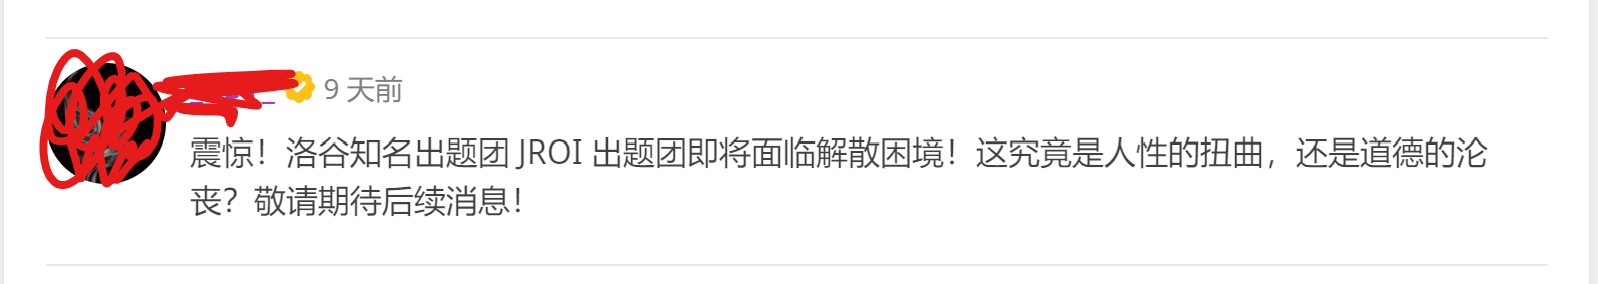 9 天前
震惊！洛谷知名出题团 JROI 出题团即将面临解散困境！这究竟是人性的扭曲，还是道德的沦
丧？敬请期待后续消息！